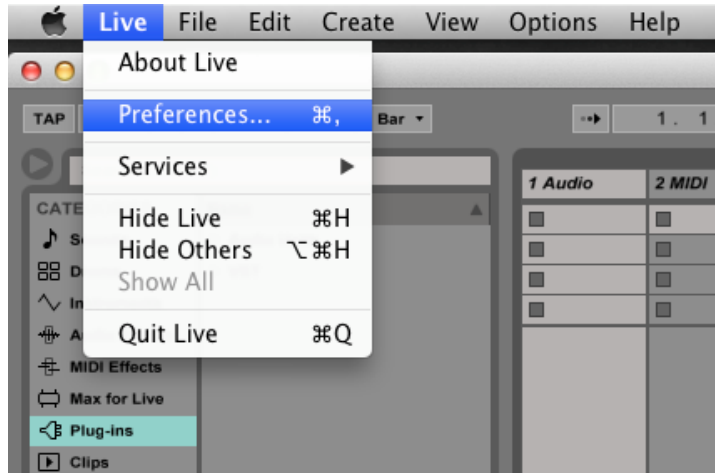 Live File Edit Create View Options Help
About Live
Preferences... ⌘,
Services
Hide Live ⌘H
Hide Others ⌥⌘H
Show All
Quit Live ⌘Q
TAP
Bar
1. 1
1 Audio
2 MIDI
MIDI Effects
Max for Live
Plug-ins
Clips